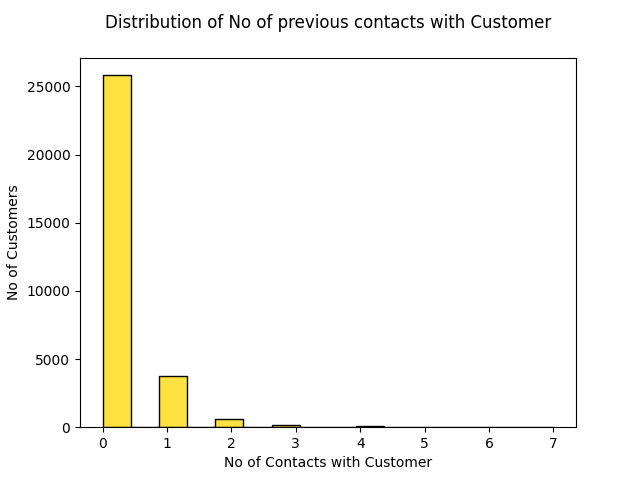 Distribution of No of previous contacts with Customer
No of Customers
25000
20000
15000
10000
5000
0
0 1 2 3 4 5 6 7
No of Contacts with Customer